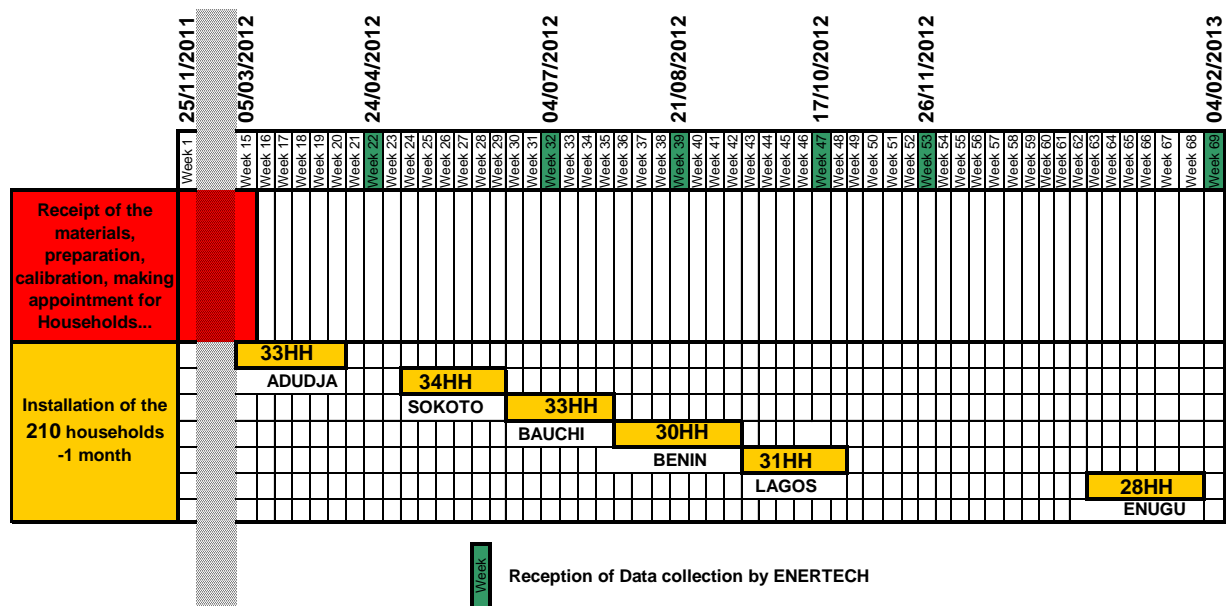 25/11/2011
05/03/2012
24/04/2012
04/07/2012
21/08/2012
17/10/2012
26/11/2012
04/02/2013
Week 1
Week 15
Week 16
Week 17
Week 18
Week 19
Week 20
Week 21
Week 22
Week 23
Week 24
Week 25
Week 26
Week 27
Week 28
Week 29
Week 30
Week 31
Week 32
Week 33
Week 34
Week 35
Week 36
Week 37
Week 38
Week 39
Week 40
Week 41
Week 42
Week 43
Week 44
Week 45
Week 46
Week 47
Week 48
Week 49
Week 50
Week 51
Week 52
Week 53
Week 54
Week 55
Week 56
Week 57
Week 58
Week 59
Week 60
Week 61
Week 62
Week 63
Week 64
Week 65
Week 66
Week 67
Week 68
Week 69
Receipt of the
materials,
preparation,
calibration, making
appointment for
Households...
Installation of the
210 households
-1 month
33HH
ADUDJA
34HH
SOKOTO
33HH
BAUCHI
30HH
BENIN
31HH
LAGOS
28HH
ENUGU
Week
Reception of Data collection by ENERTECH